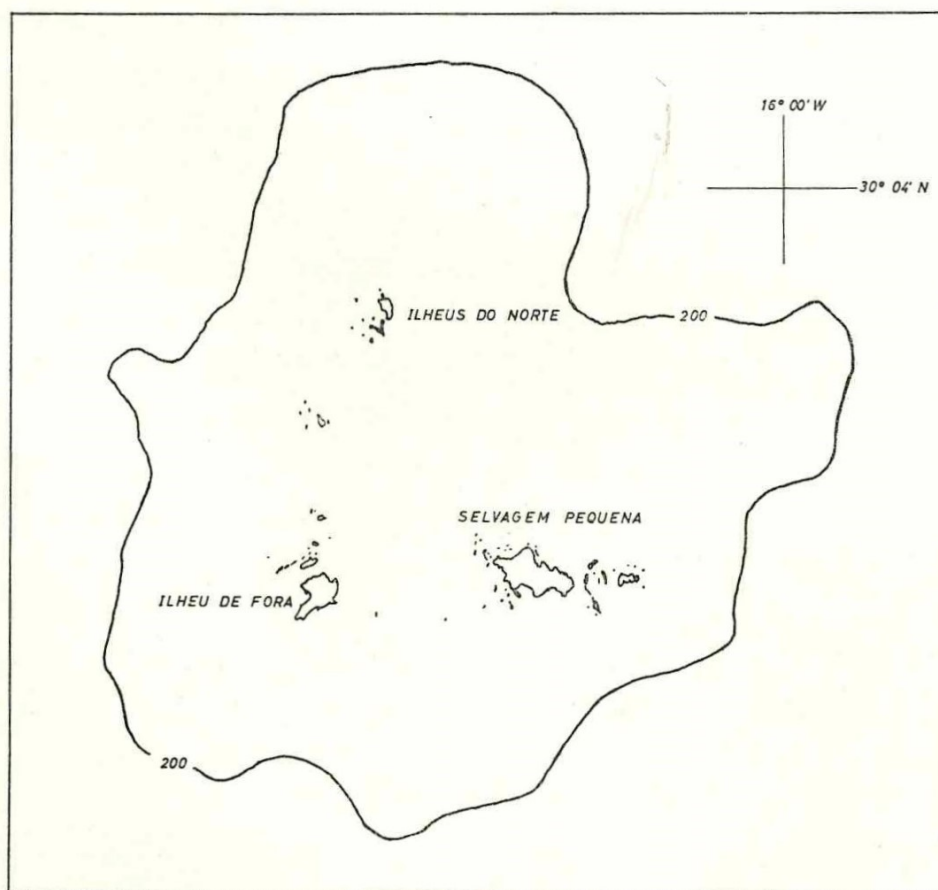 16° 00' W
30° 04' N
ILHEUS DO NORTE
200
SELVAGEM PEQUENA
ILHEU DE FORA
200